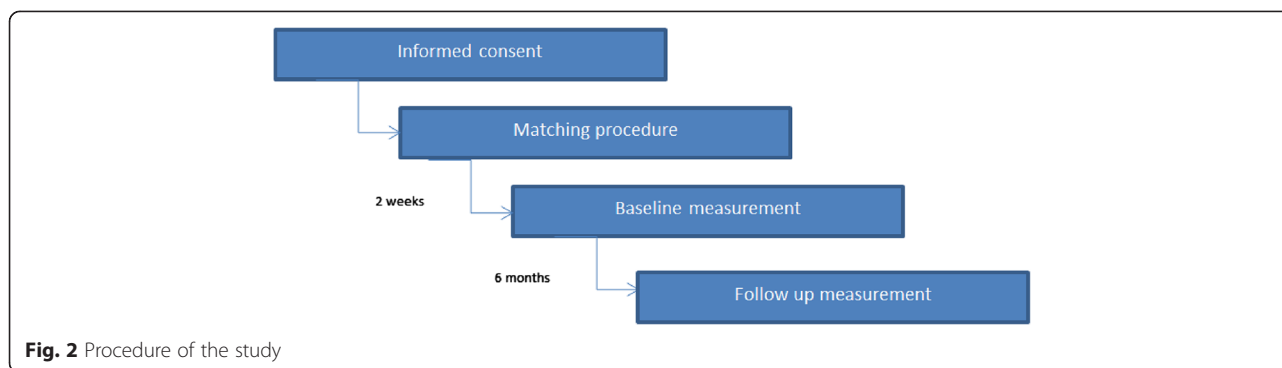 Informed consent
Matching procedure
2 weeks
Baseline measurement
6 months
Follow up measurement
Fig. 2 Procedure of the study